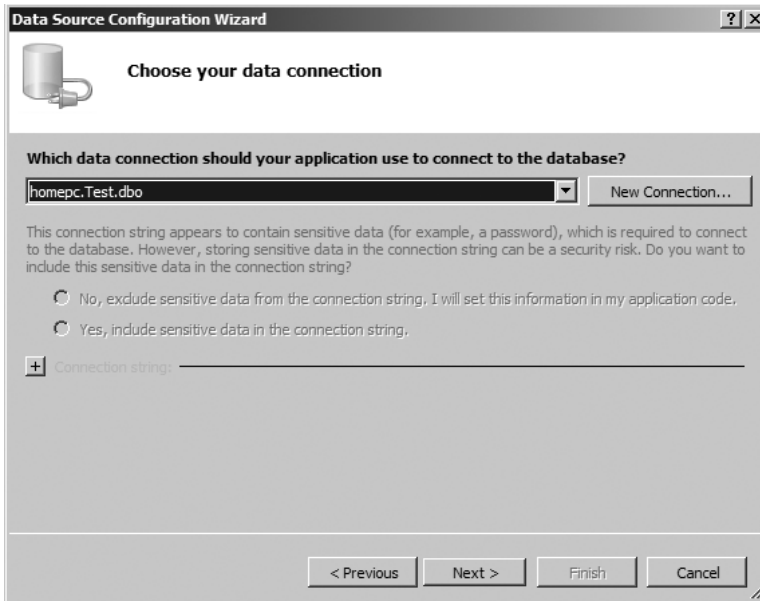 Data Source Configuration Wizard
Choose your data connection
Which data connection should your application use to connect to the database?
homepc.Test.dbo
New Connection...
This connection string appears to contain sensitive data (for example, a password), which is required to connect
to the database. However, storing sensitive data in the connection string can be a security risk. Do you want to
include this sensitive data in the connection string?
No, exclude sensitive data from the connection string. I will set this information in my application code.
Yes, include sensitive data in the connection string.
Connection string:
< Previous
Next >
Finish
Cancel